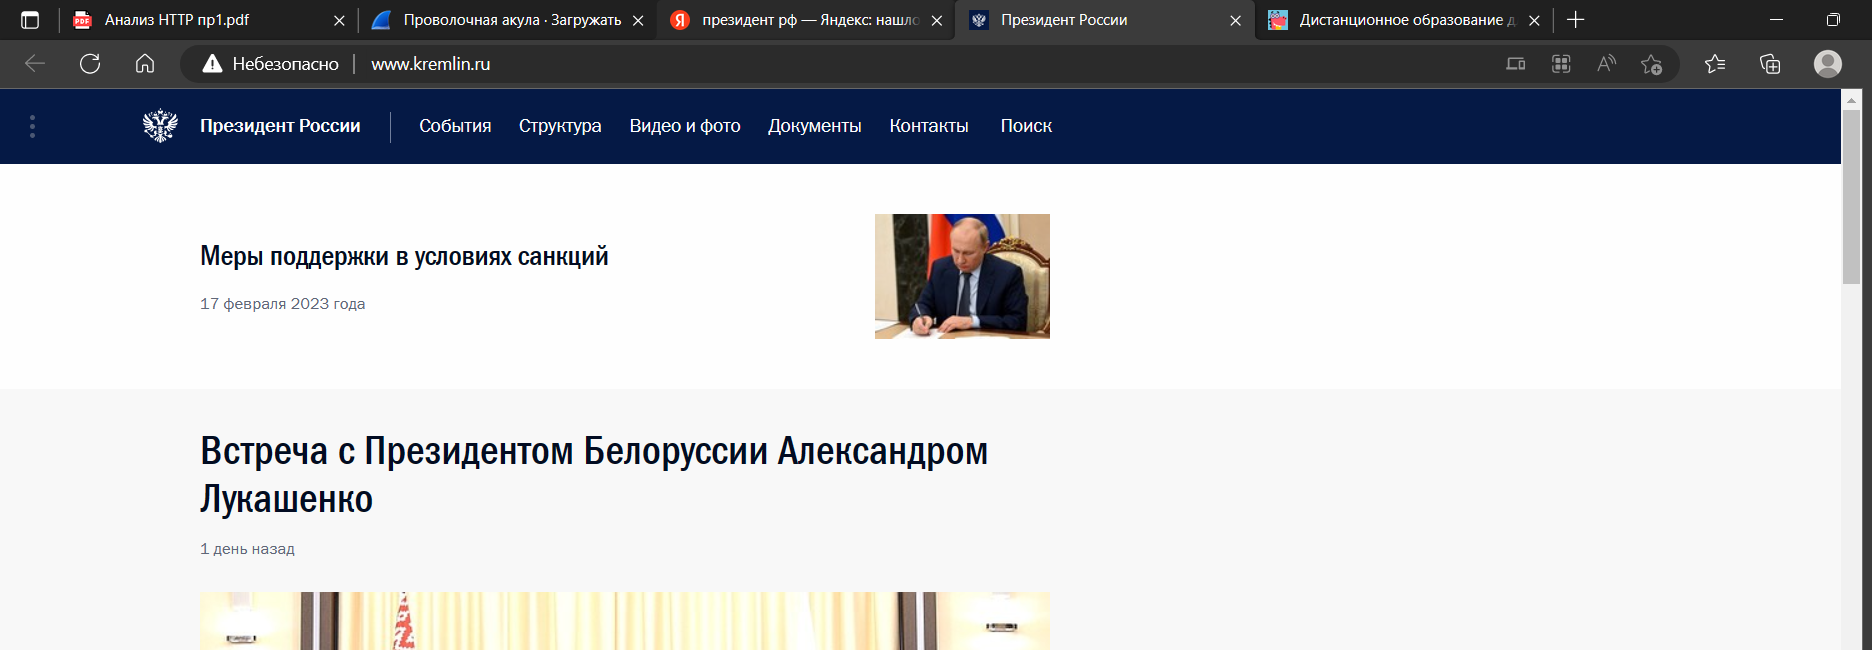 Анализ HTTP пр1.pdf
Проволочная акула · Загружать
президент рф — Яндекс: нашло
Президент России
Дистанционное образование д
Небезопасно
www.kremlin.ru
Президент России
События
Структура
Видео и фото
Документы
Контакты
Поиск
Меры поддержки в условиях санкций
17 февраля 2023 года
Встреча с Президентом Белоруссии Александром
Лукашенко
1 день назад